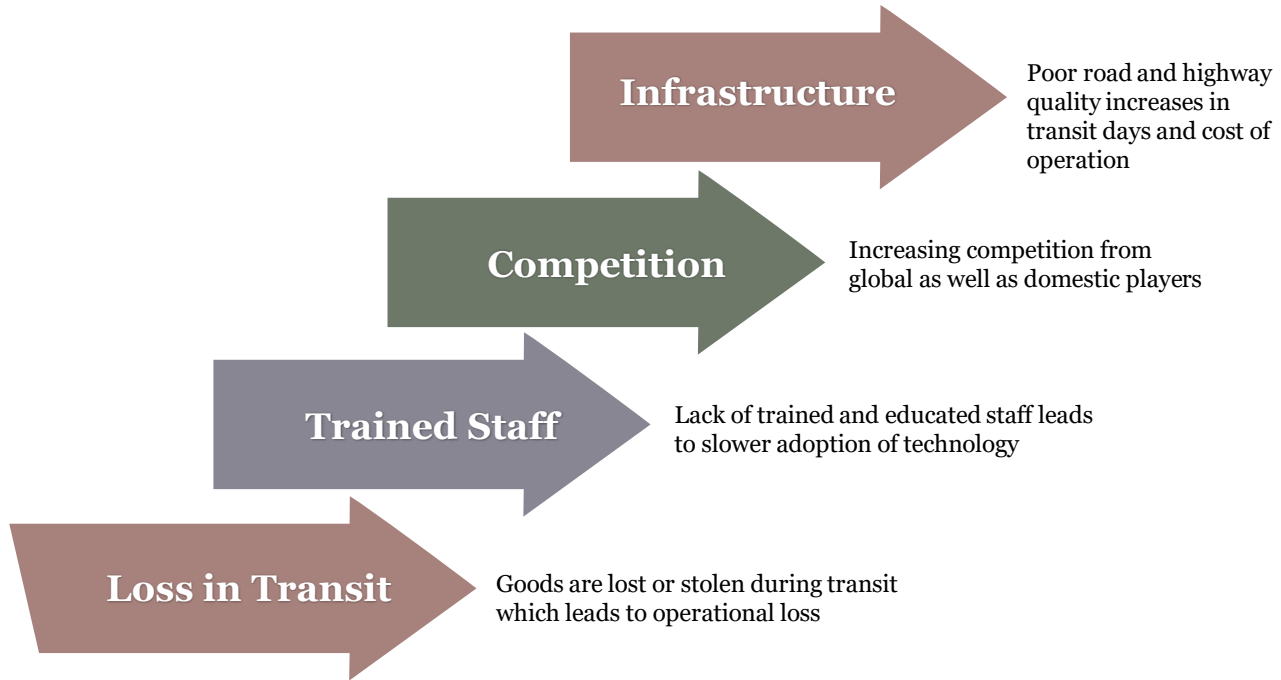 Infrastructure
Poor road and highway
quality increases in
transit days and cost of
operation
Competition
Increasing competition from
global as well as domestic players
Trained Staff
Lack of trained and educated staff leads
to slower adoption of technology
Loss in Transit
Goods are lost or stolen during transit
which leads to operational loss